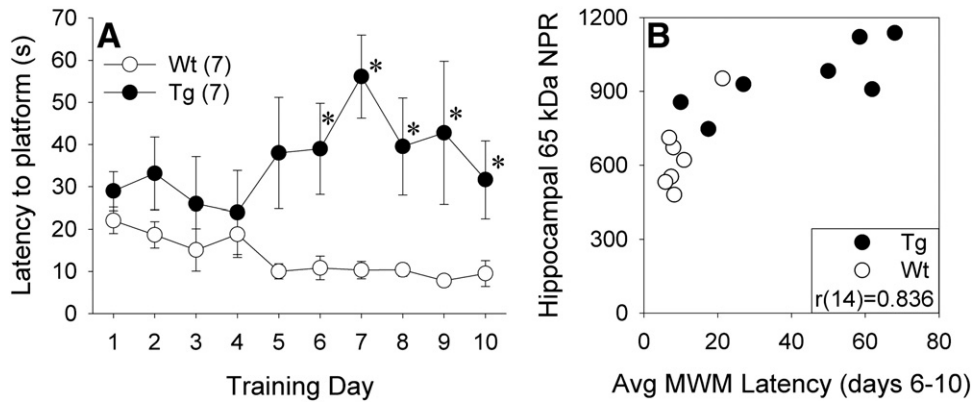 A
Latency to platform (s)
70
60
50
40
30
20
10
0
Wt (7)
Tg (7)
*
*
*
*
*
1 2 3 4 5 6 7 8 9 10
Training Day
B
Hippocampal 65 kDa NPR
1200
900
600
300
0
Tg
Wt
r(14)=0.836
0 20 40 60 80
Avg MWM Latency (days 6-10)